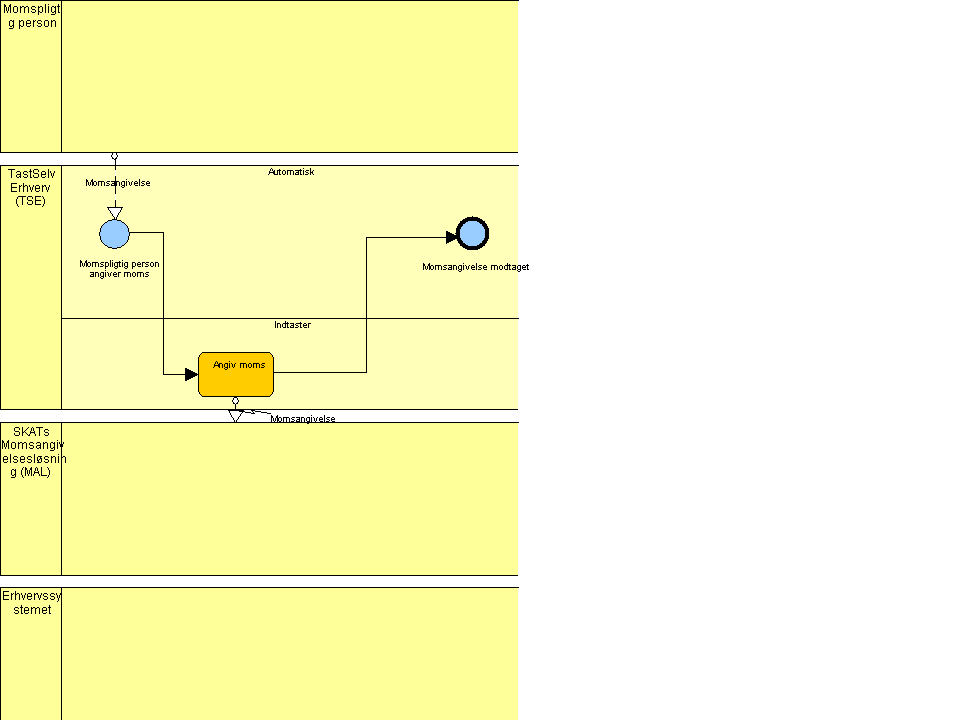 Momspligt
g person
TastSelv
Erhverv
(TSE)
Automatisk
Momsangivelse
Momspligtig person
angiver moms
Momsangivelse modtaget
Indtaster
Angiv moms
Momsangivelse
SKATs
Momsangiv
elsesløsnin
g (MAL)
Erhvervssy
stemet